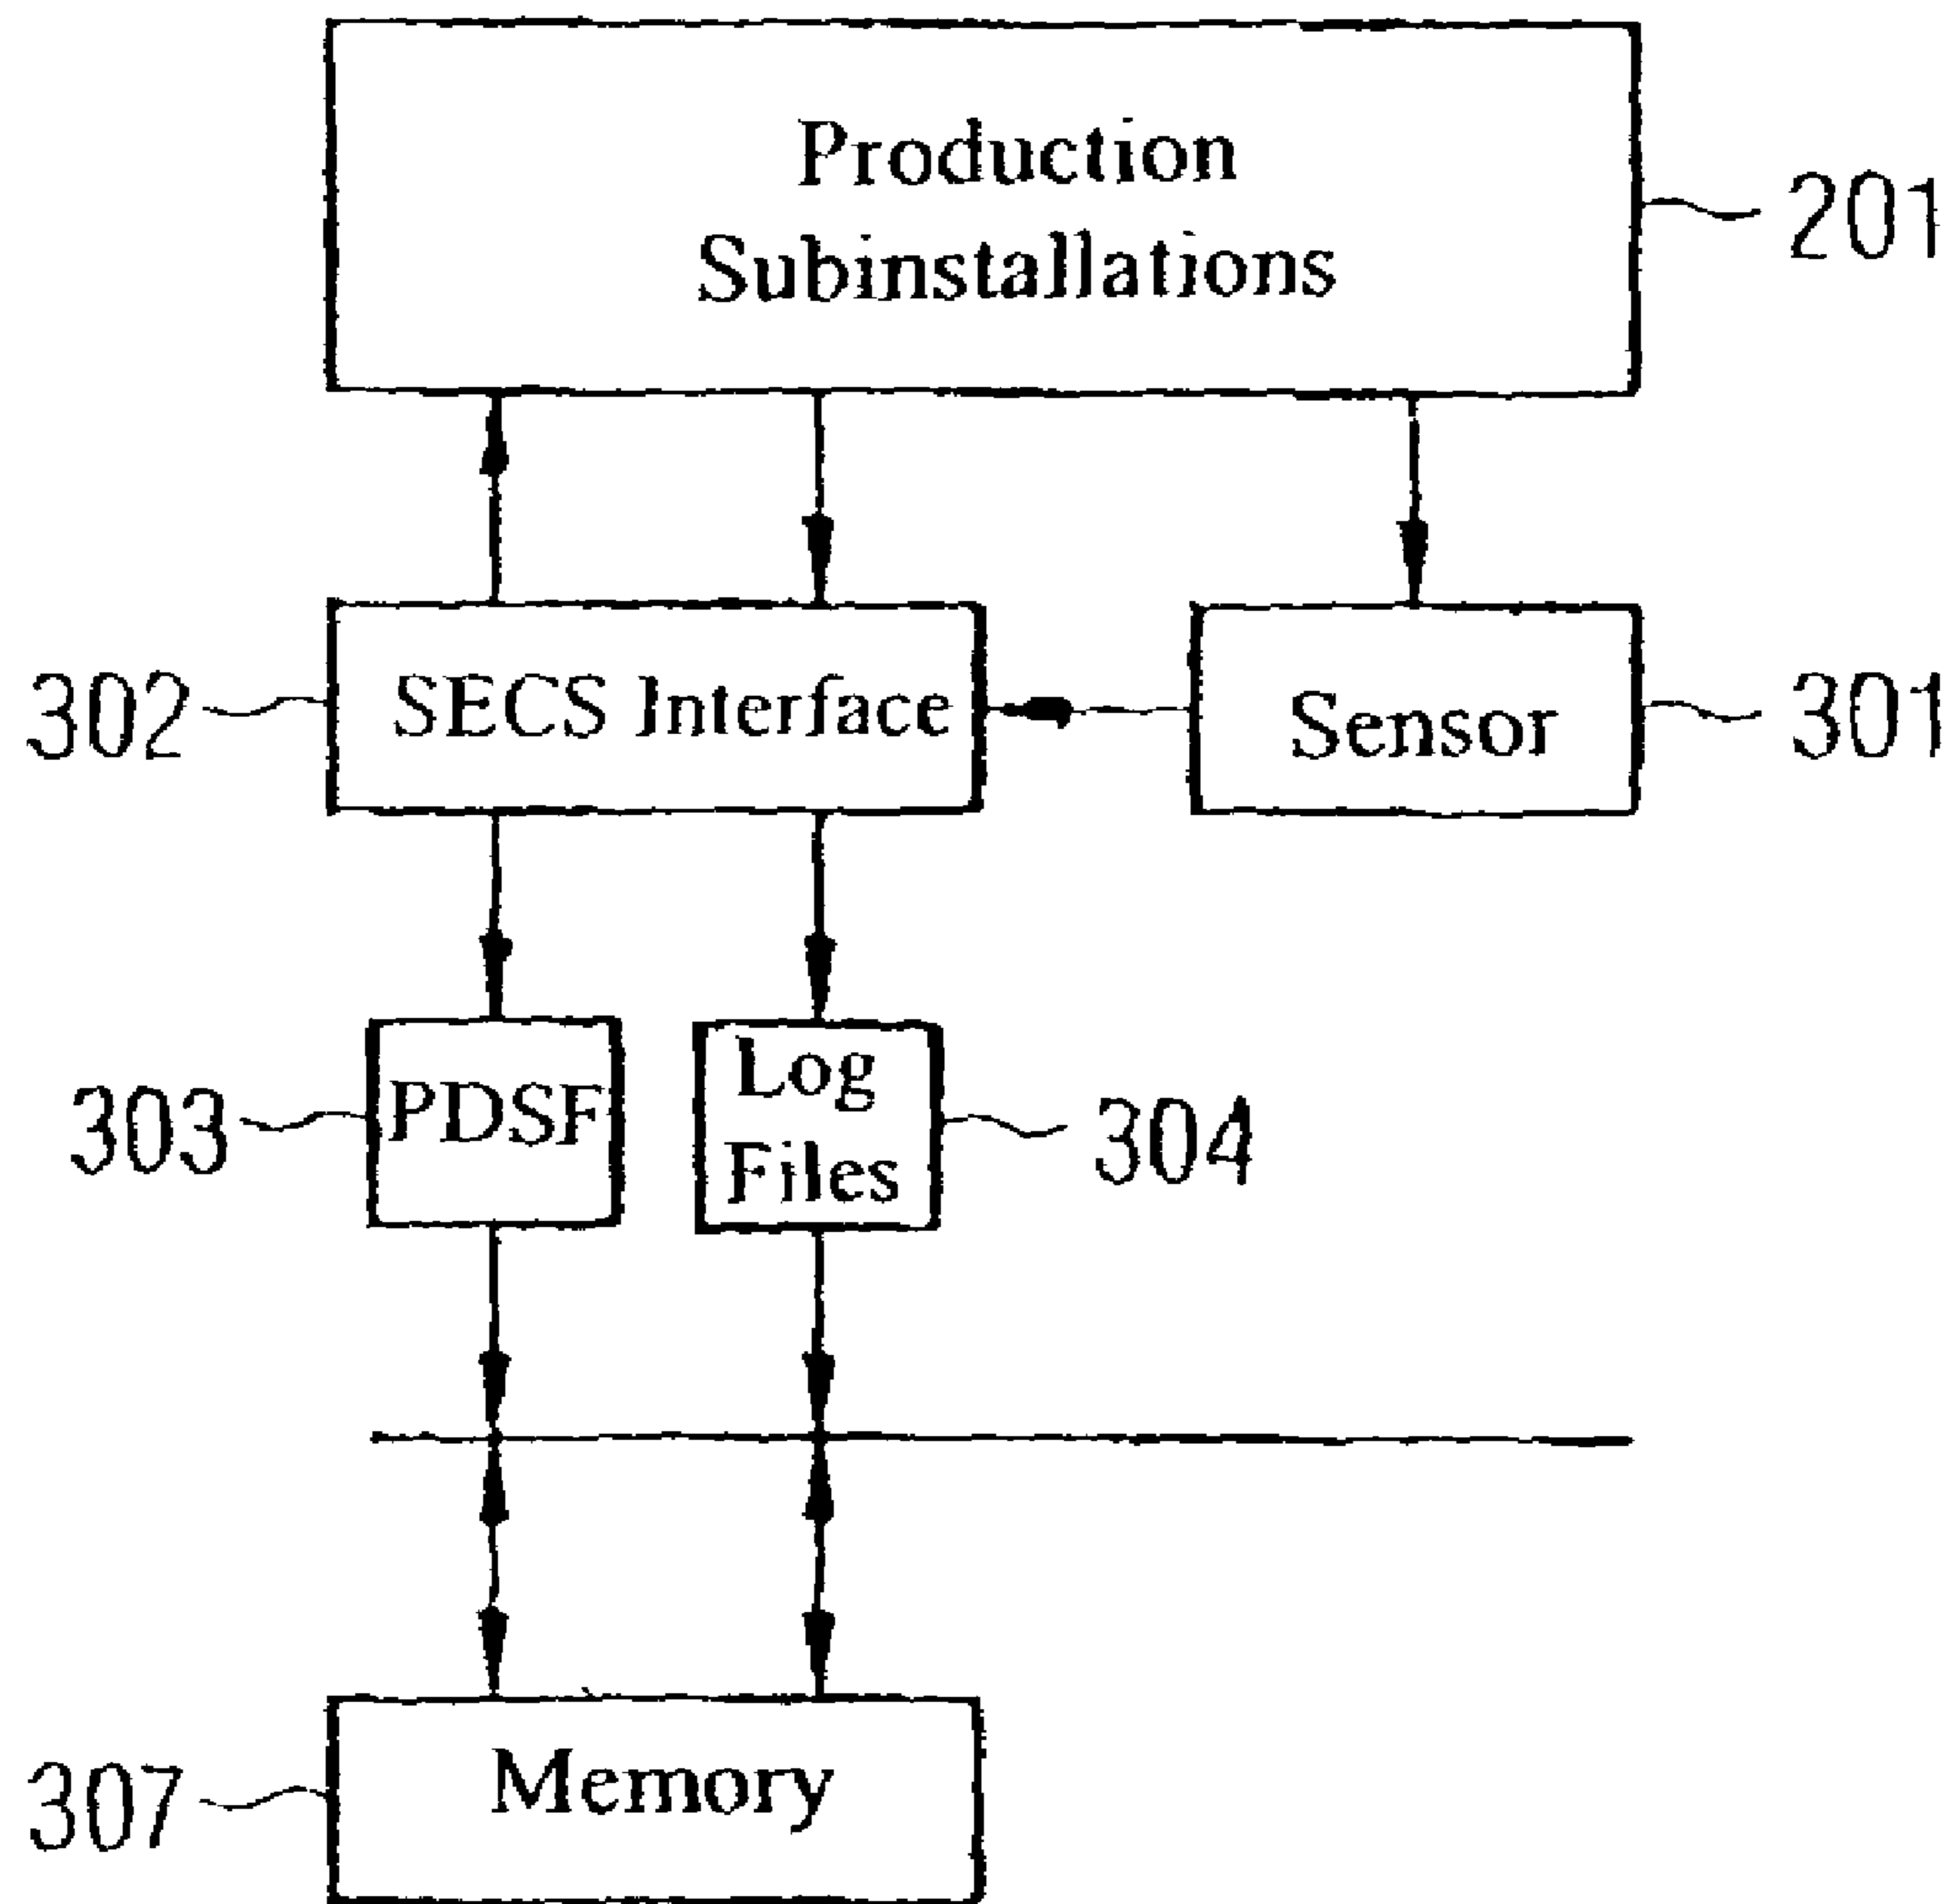 Production
Subinstallations
201
302
SECS Interface
Sensor
301
303
PDSF
Log
Files
304
307
Memory